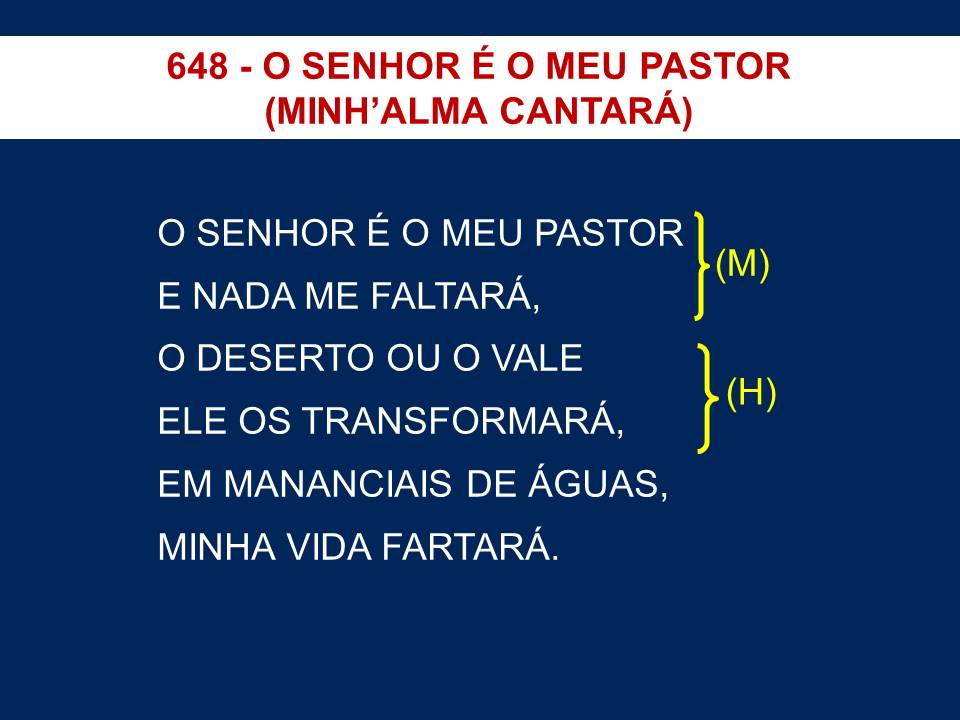 648 - O SENHOR É O MEU PASTOR
(MINH’ALMA CANTARÁ)
O SENHOR É O MEU PASTOR
(M)
E NADA ME FALTARÁ,
O DESERTO OU O VALE
(H)
ELE OS TRANSFORMARÁ,
EM MANANCIAIS DE ÁGUAS,
MINHA VIDA FARTARÁ.